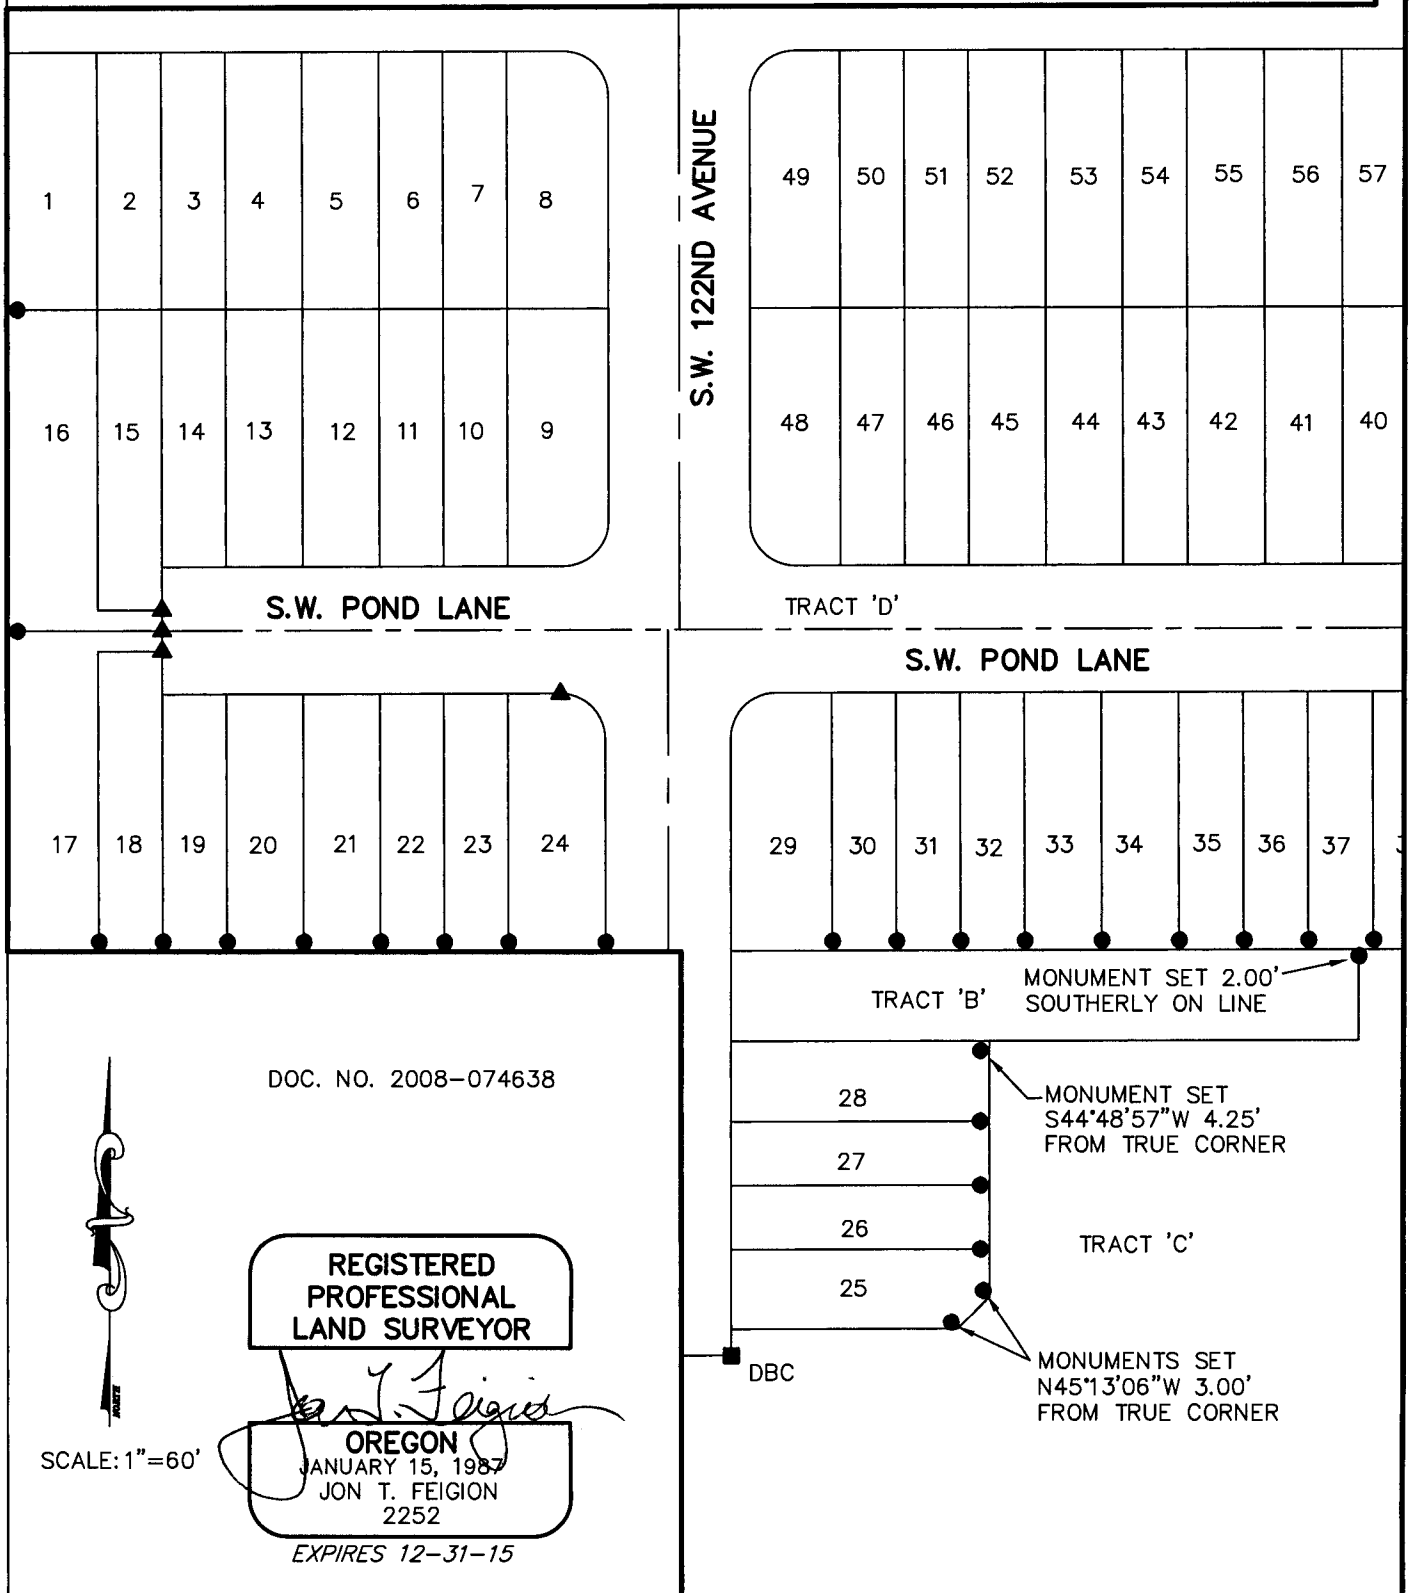 1 2 3 4 5 6 7 8
49 50 51 52 53 54 55 56 57
S.W. 122ND AVENUE
16 15 14 13 12 11 10 9
48 47 46 45 44 43 42 41 40
S.W. POND LANE
TRACT 'D'
S.W. POND LANE
17 18 19 20 21 22 23 24
29 30 31 32 33 34 35 36 37
TRACT 'B'
MONUMENT SET 2.00'
SOUTHERLY ON LINE
DOC. NO. 2008-074638
28
MONUMENT SET
S44°48'57"W 4.25'
FROM TRUE CORNER
27
26
TRACT 'C'
25
MONUMENTS SET
N45°13'06"W 3.00'
FROM TRUE CORNER
DBC
NORTH
SCALE: 1"=60'
REGISTERED
PROFESSIONAL
LAND SURVEYOR
Jon T. Feigion
OREGON
JANUARY 15, 1987
JON T. FEIGION
2252
EXPIRES 12-31-15